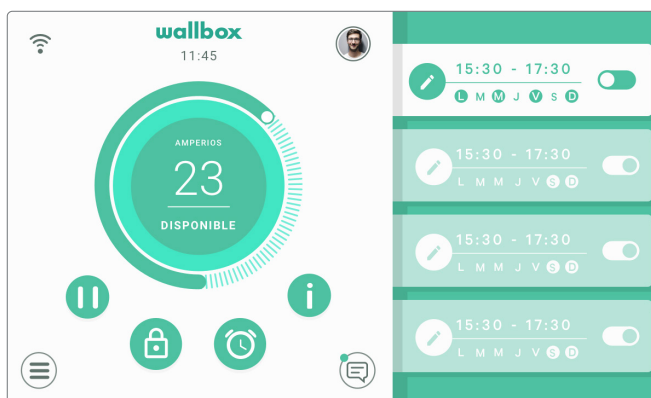 wallbox
11:45
AMPERIOS
23
DISPONIBLE
15:30 - 17:30
L M M J V S D
15:30 - 17:30
L M M J V S D
15:30 - 17:30
L M M J V S D
15:30 - 17:30
L M M J V S D